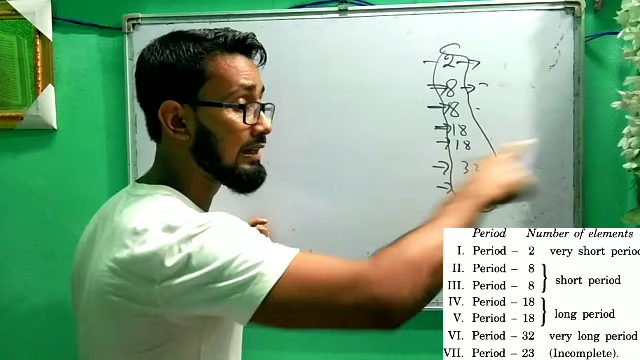 2
8
8
18
18
32
Period Number of elements
I. Period – 2 very short period
II. Period – 8
short period
III. Period – 8
IV. Period – 18
long period
V. Period – 18
VI. Period – 32 very long period
VII. Period – 23 (Incomplete).